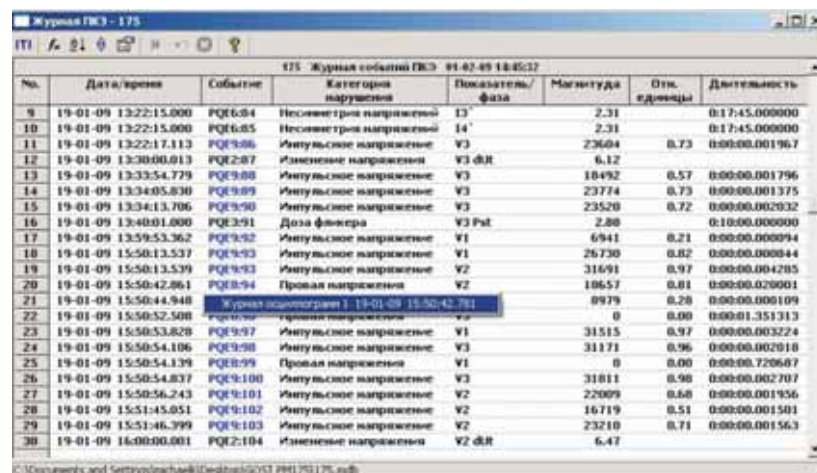 Журнал ПКЭ - 175
175 Журнал событий ПКЭ 01-02-09 18:45:32
No. Дата/время Событие Категория нарушения Показатель/фаза Магнитуда Отн. единицы Длительность
9 19-01-09 13:22:15.000 PQE6:84 Несимметрия напряжений I3` 2.31 0:17:45.000000
10 19-01-09 13:22:15.000 PQE6:85 Несимметрия напряжений I4` 2.31 0:17:45.000000
11 19-01-09 13:22:17.113 PQE9:86 Импульсное напряжение V3 23604 0.73 0:00:00.001967
12 19-01-09 13:30:00.013 PQE2:87 Изменение напряжения V3 dUt 6.12
13 19-01-09 13:33:54.779 PQE9:88 Импульсное напряжение V3 18492 0.57 0:00:00.001796
14 19-01-09 13:34:05.830 PQE9:89 Импульсное напряжение V3 23774 0.73 0:00:00.001375
15 19-01-09 13:34:13.706 PQE9:90 Импульсное напряжение V3 23520 0.72 0:00:00.002032
16 19-01-09 13:40:01.000 PQE3:91 Доза фликера V3 Pst 2.88 0:10:00.000000
17 19-01-09 13:59:53.362 PQE9:92 Импульсное напряжение V1 6941 0.21 0:00:00.000094
18 19-01-09 15:50:13.537 PQE9:93 Импульсное напряжение V1 26730 0.82 0:00:00.000844
19 19-01-09 15:50:13.539 PQE9:93 Импульсное напряжение V2 31691 0.97 0:00:00.004285
20 19-01-09 15:50:42.861 PQE8:94 Провал напряжения V2 18657 0.81 0:00:00.020001
21 19-01-09 15:50:44.948 Журнал осциллограмм 1 19-01-09 15:50:42.781 8979 0.28 0:00:00.000109
22 19-01-09 15:50:52.508 0 0.00 0:00:01.351313
23 19-01-09 15:50:53.828 PQE9:97 Импульсное напряжение V1 31515 0.97 0:00:00.003224
24 19-01-09 15:50:54.106 PQE9:98 Импульсное напряжение V3 31171 0.96 0:00:00.002018
25 19-01-09 15:50:54.139 PQE8:99 Провал напряжения V1 0 0.00 0:00:00.720687
26 19-01-09 15:50:54.837 PQE9:100 Импульсное напряжение V3 31811 0.98 0:00:00.002707
27 19-01-09 15:50:56.243 PQE9:101 Импульсное напряжение V2 22009 0.68 0:00:00.001956
28 19-01-09 15:51:45.051 PQE9:102 Импульсное напряжение V2 16719 0.51 0:00:00.001501
29 19-01-09 15:51:46.399 PQE9:103 Импульсное напряжение V2 23210 0.71 0:00:00.001563
30 19-01-09 16:00:00.001 PQE2:104 Изменение напряжения V2 dUt 6.47